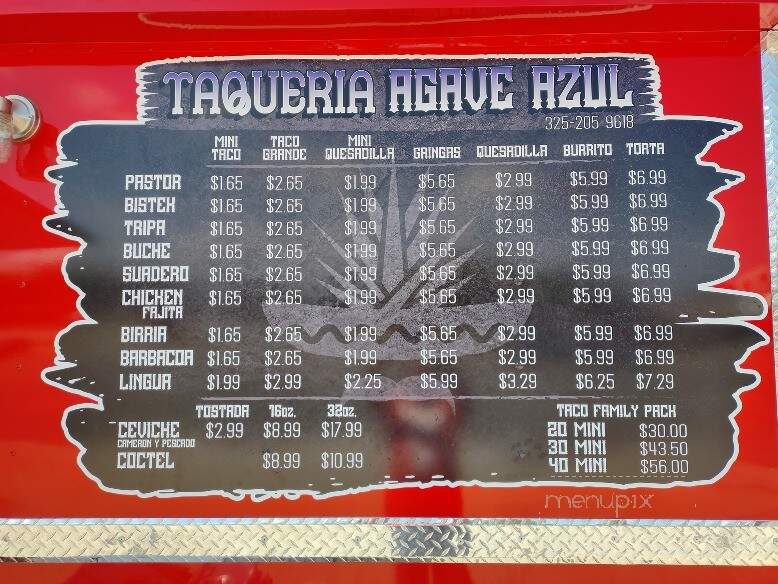 TAQUERIA AGAVE AZUL
325-205 9618
MINI TACO TACO GRANDE MINI QUESADILLA GRINGAS QUESADILLA BURRITO TORTA
PASTOR $1.65 $2.65 $1.99 $5.65 $2.99 $5.99 $6.99
BISTEK $1.65 $2.65 $1.99 $5.65 $2.99 $5.99 $6.99
TRIPA $1.65 $2.65 $1.99 $5.65 $2.99 $5.99 $6.99
BUCHE $1.65 $2.65 $1.99 $5.65 $2.99 $5.99 $6.99
SUADERO $1.65 $2.65 $1.99 $5.65 $2.99 $5.99 $6.99
CHICKEN $1.65 $2.65 $1.99 $5.65 $2.99 $5.99 $6.99
FAJITA
BIRRIA $1.65 $2.65 $1.99 $5.65 $2.99 $5.99 $6.99
BARBACOA $1.65 $2.65 $1.99 $5.65 $2.99 $5.99 $6.99
LINGUA $1.99 $2.99 $2.25 $5.99 $3.29 $6.25 $7.29
TOSTADA 16oz. 32oz.
CEVICHE $2.99 $8.99 $17.99
CAMERON Y PESCADO
COCTEL $8.99 $10.99
TACO FAMILY PACK
20 MINI $30.00
30 MINI $43.50
40 MINI $56.00
menupix